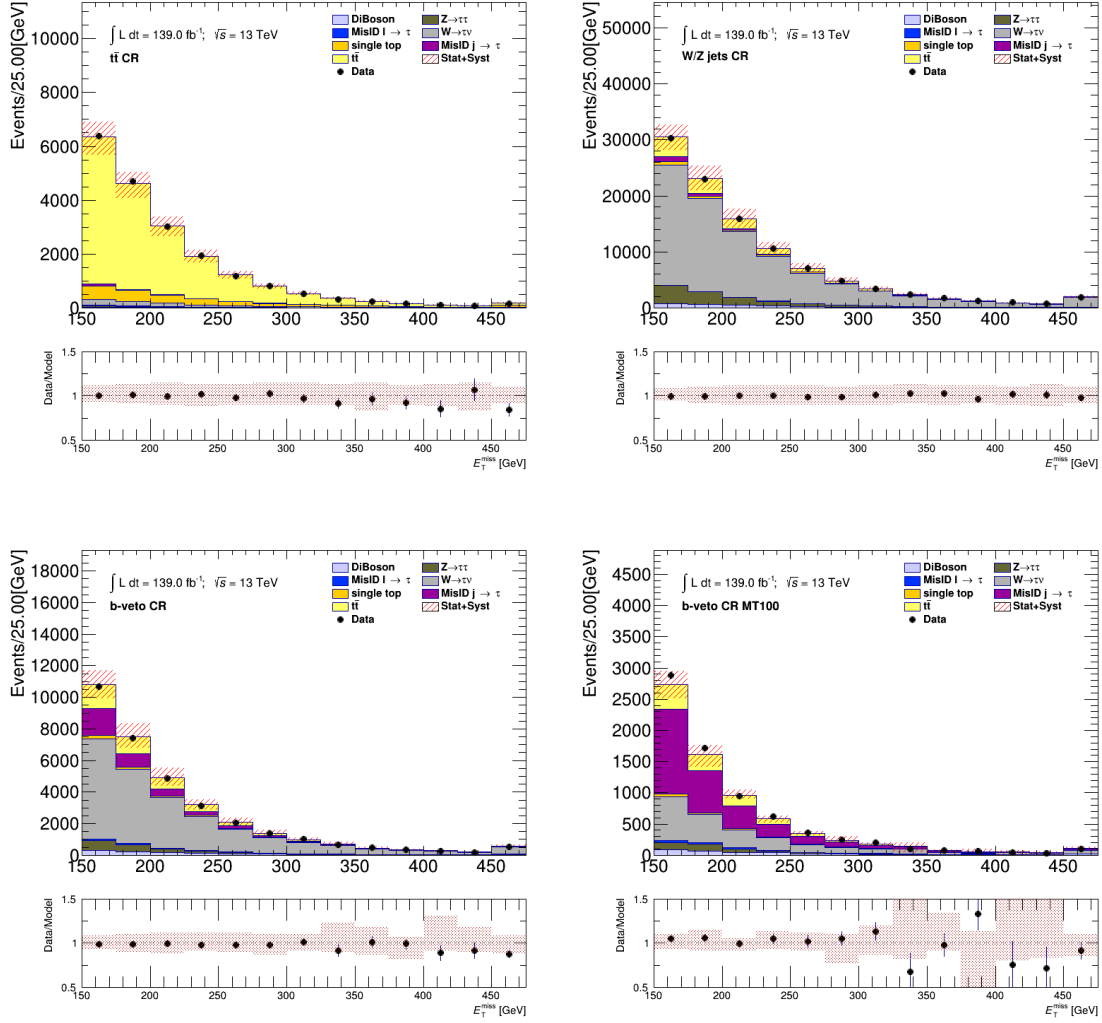 Events/25.00[GeV]
10000
8000
6000
4000
2000
0
∫ L dt = 139.0 fb⁻¹; √s = 13 TeV
tt̄ CR
DiBoson
MisID l → τ
single top
tt̄
Data
Z→ττ
W→τν
MisID j → τ
Stat+Syst
150 200 250 300 350 400 450
Data/Model
1.5
1
0.5
150 200 250 300 350 400 450
E_T^miss [GeV]
Events/25.00[GeV]
50000
40000
30000
20000
10000
0
∫ L dt = 139.0 fb⁻¹; √s = 13 TeV
W/Z jets CR
DiBoson
MisID l → τ
single top
tt̄
Data
Z→ττ
W→τν
MisID j → τ
Stat+Syst
150 200 250 300 350 400 450
Data/Model
1.5
1
0.5
150 200 250 300 350 400 450
E_T^miss [GeV]
Events/25.00[GeV]
18000
16000
14000
12000
10000
8000
6000
4000
2000
0
∫ L dt = 139.0 fb⁻¹; √s = 13 TeV
b-veto CR
DiBoson
MisID l → τ
single top
tt̄
Data
Z→ττ
W→τν
MisID j → τ
Stat+Syst
150 200 250 300 350 400 450
Data/Model
1.5
1
0.5
150 200 250 300 350 400 450
E_T^miss [GeV]
Events/25.00[GeV]
4500
4000
3500
3000
2500
2000
1500
1000
500
0
∫ L dt = 139.0 fb⁻¹; √s = 13 TeV
b-veto CR MT100
DiBoson
MisID l → τ
single top
tt̄
Data
Z→ττ
W→τν
MisID j → τ
Stat+Syst
150 200 250 300 350 400 450
Data/Model
1.5
1
0.5
150 200 250 300 350 400 450
E_T^miss [GeV]